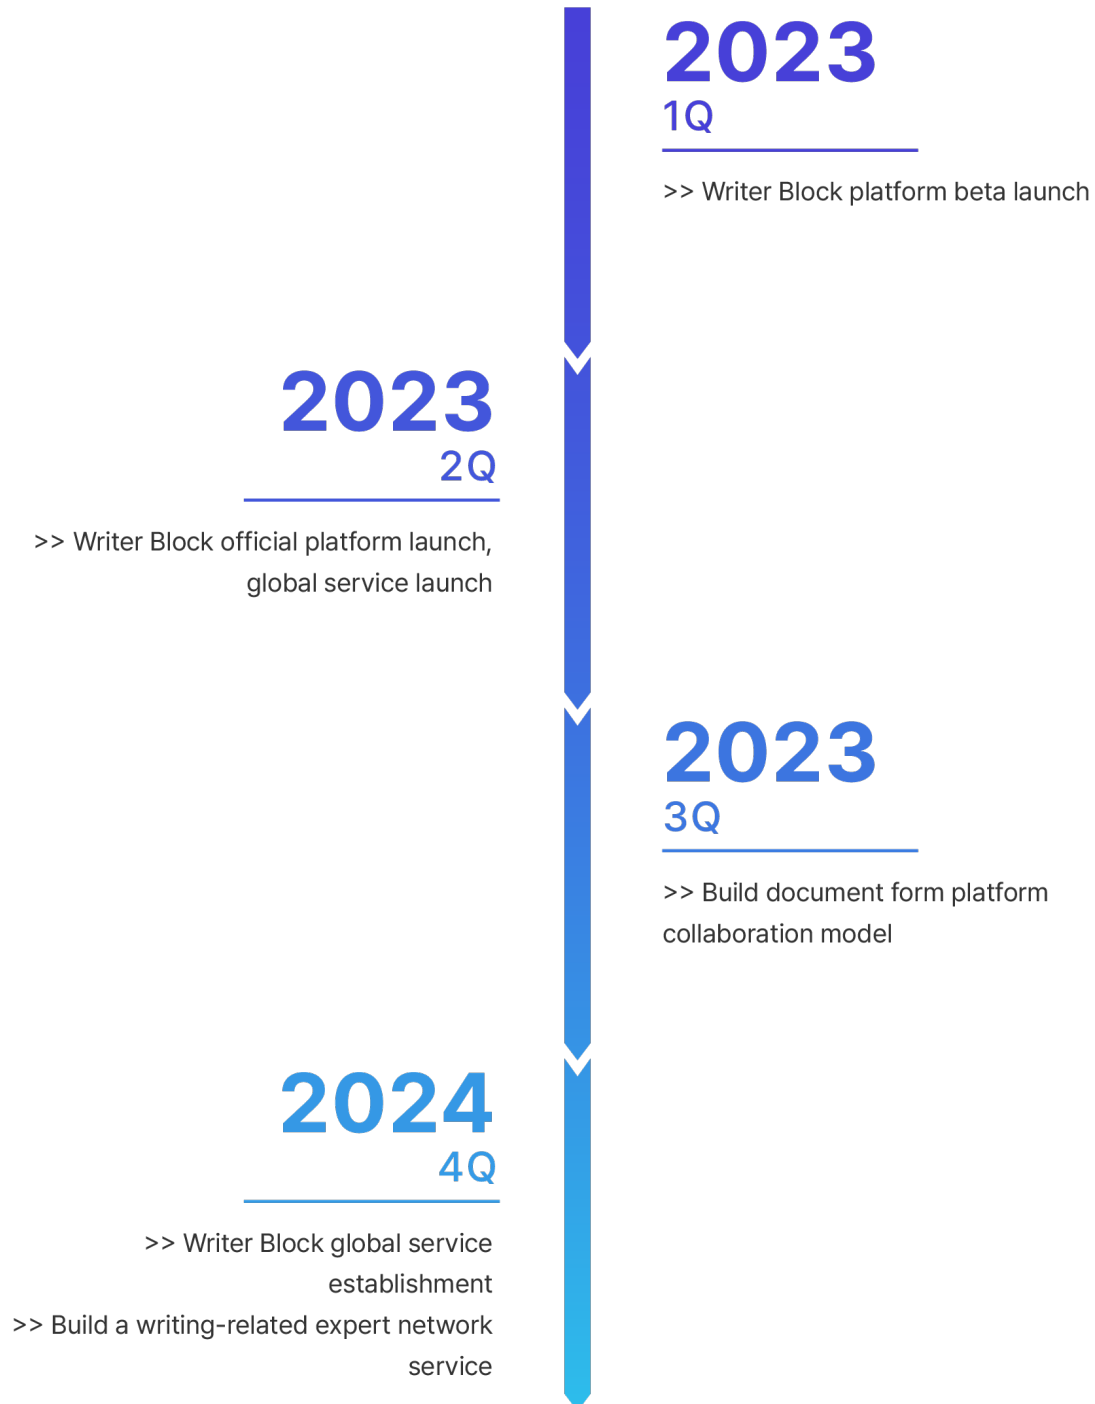 2023
1Q
>> Writer Block platform beta launch
2023
2Q
>> Writer Block official platform launch,
global service launch
2023
3Q
>> Build document form platform
collaboration model
2024
4Q
>> Writer Block global service
establishment
>> Build a writing-related expert network
service